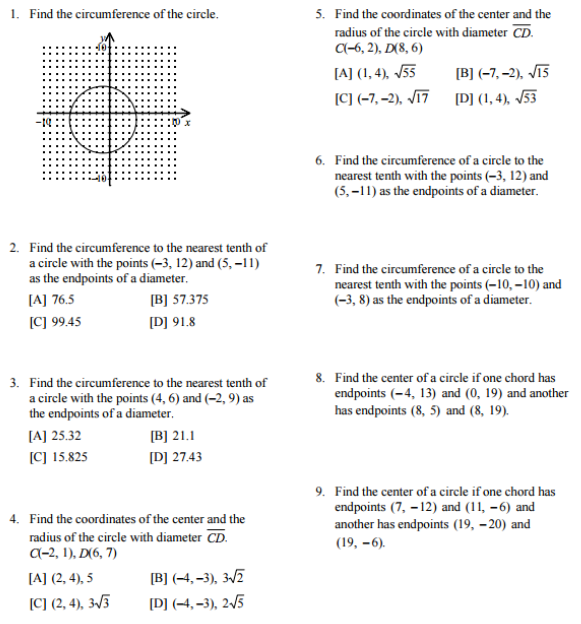 1. Find the circumference of the circle.
y
10
-10
10 x
-10
2. Find the circumference to the nearest tenth of
a circle with the points (−3, 12) and (5, −11)
as the endpoints of a diameter.
[A] 76.5 [B] 57.375
[C] 99.45 [D] 91.8
3. Find the circumference to the nearest tenth of
a circle with the points (4, 6) and (−2, 9) as
the endpoints of a diameter.
[A] 25.32 [B] 21.1
[C] 15.825 [D] 27.43
4. Find the coordinates of the center and the
radius of the circle with diameter C̅D̅.
C(−2, 1), D(6, 7)
[A] (2, 4), 5 [B] (−4, −3), 3√2
[C] (2, 4), 3√3 [D] (−4, −3), 2√5
5. Find the coordinates of the center and the
radius of the circle with diameter C̅D̅.
C(−6, 2), D(8, 6)
[A] (1, 4), √55 [B] (−7, −2), √15
[C] (−7, −2), √17 [D] (1, 4), √53
6. Find the circumference of a circle to the
nearest tenth with the points (−3, 12) and
(5, −11) as the endpoints of a diameter.
7. Find the circumference of a circle to the
nearest tenth with the points (−10, −10) and
(−3, 8) as the endpoints of a diameter.
8. Find the center of a circle if one chord has
endpoints (−4, 13) and (0, 19) and another
has endpoints (8, 5) and (8, 19).
9. Find the center of a circle if one chord has
endpoints (7, −12) and (11, −6) and
another has endpoints (19, −20) and
(19, −6).